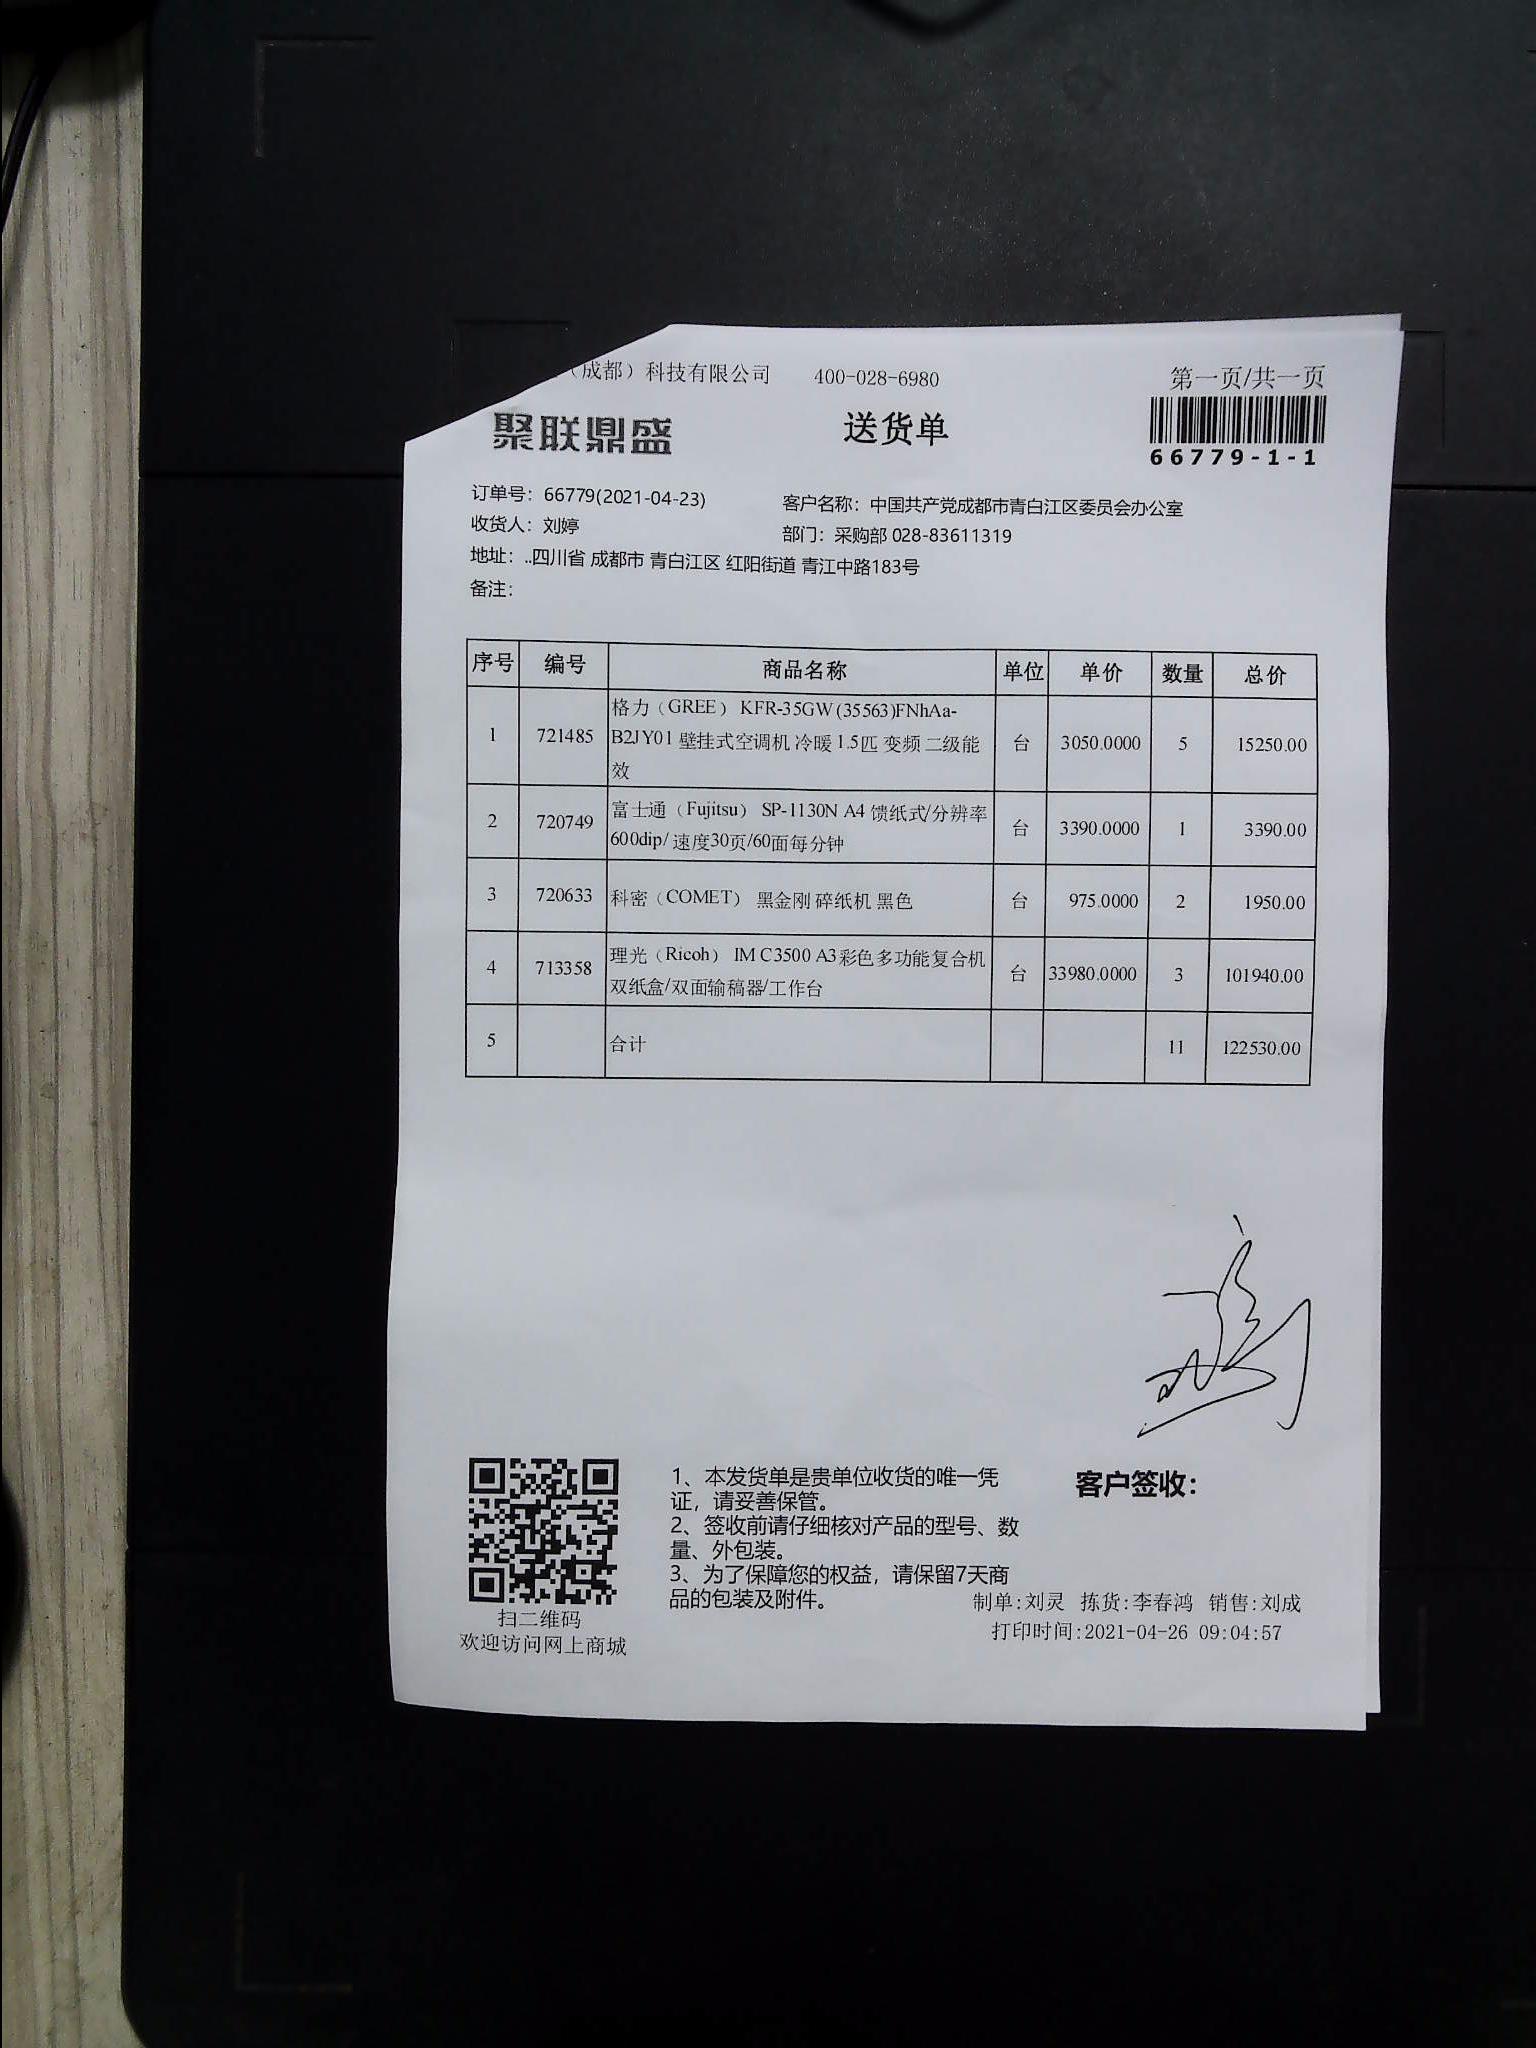 （成都）科技有限公司 400-028-6980 第一页/共一页
聚联鼎盛 送货单
66779-1-1
订单号：66779(2021-04-23) 客户名称：中国共产党成都市青白江区委员会办公室
收货人：刘婷 部门：采购部 028-83611319
地址：..四川省 成都市 青白江区 红阳街道 青江中路183号
备注：
序号 编号 商品名称 单位 单价 数量 总价
1 721485 格力（GREE） KFR-35GW(35563)FNhAa-
B2JY01 壁挂式空调机 冷暖 1.5匹 变频 二级能 台 3050.0000 5 15250.00
效
2 720749 富士通（Fujitsu） SP-1130N A4 馈纸式/分辨率 台 3390.0000 1 3390.00
600dip/ 速度30页/60面每分钟
3 720633 科密（COMET） 黑金刚 碎纸机 黑色 台 975.0000 2 1950.00
4 713358 理光（Ricoh） IM C3500 A3彩色多功能复合机 台 33980.0000 3 101940.00
双纸盒/双面输稿器/工作台
5 合计 11 122530.00
1、本发货单是贵单位收货的唯一凭
证，请妥善保管。
2、签收前请仔细核对产品的型号、数
量、外包装。
3、为了保障您的权益，请保留7天商
品的包装及附件。
客户签收：
制单:刘灵 拣货:李春鸿 销售:刘成
打印时间:2021-04-26 09:04:57
扫二维码
欢迎访问网上商城